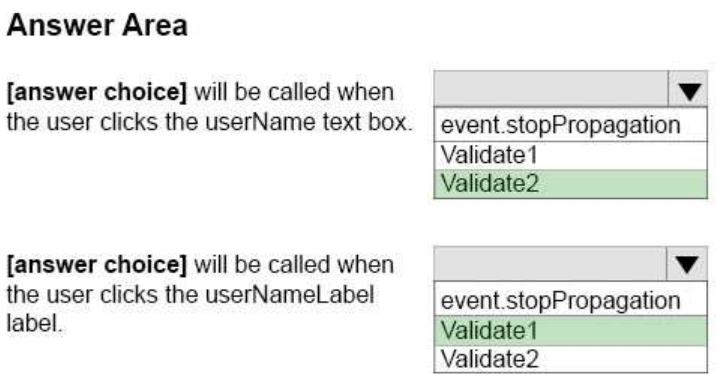 Answer Area
[answer choice] will be called when
the user clicks the userName text box.
event.stopPropagation
Validate1
Validate2
[answer choice] will be called when
the user clicks the userNameLabel
label.
event.stopPropagation
Validate1
Validate2